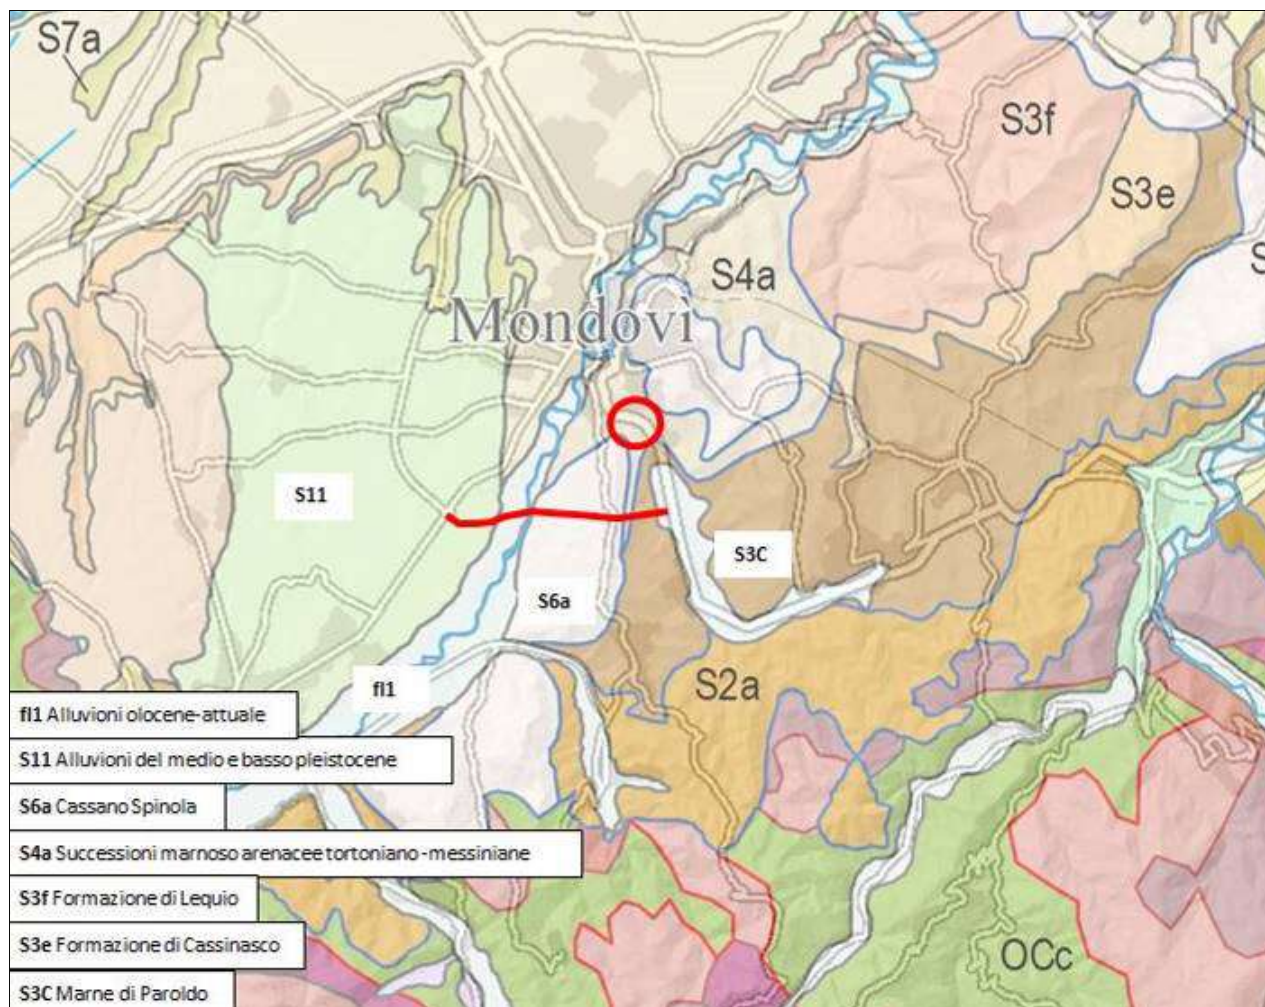 S7a
S3f
S3e
S4a
S
Mondovì
S11
S3C
S6a
fl1
S2a
fl1 Alluvioni olocene-attuale
S11 Alluvioni del medio e basso pleistocene
S6a Cassano Spinola
S4a Successioni marnoso arenacee tortoniano-messiniane
S3f Formazione di Lequio
S3e Formazione di Cassinasco
S3C Marne di Paroldo
OCc